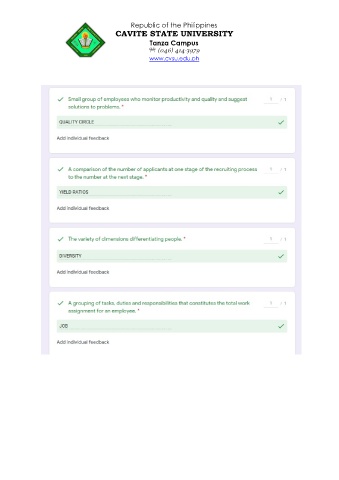 Republic of the Philippines
CAVITE STATE UNIVERSITY
Tanza Campus
☎ (046) 414-3979
www.cvsu.edu.ph
Small group of employees who monitor productivity and quality and suggest 1 / 1
solutions to problems. *
QUALITY CIRCLE
Add individual feedback
A comparison of the number of applicants at one stage of the recruiting process 1 / 1
to the number at the next stage. *
YIELD RATIOS
Add individual feedback
The variety of dimensions differentiating people. * 1 / 1
DIVERSITY
Add individual feedback
A grouping of tasks, duties and responsibilities that constitutes the total work 1 / 1
assignment for an employee. *
JOB
Add individual feedback